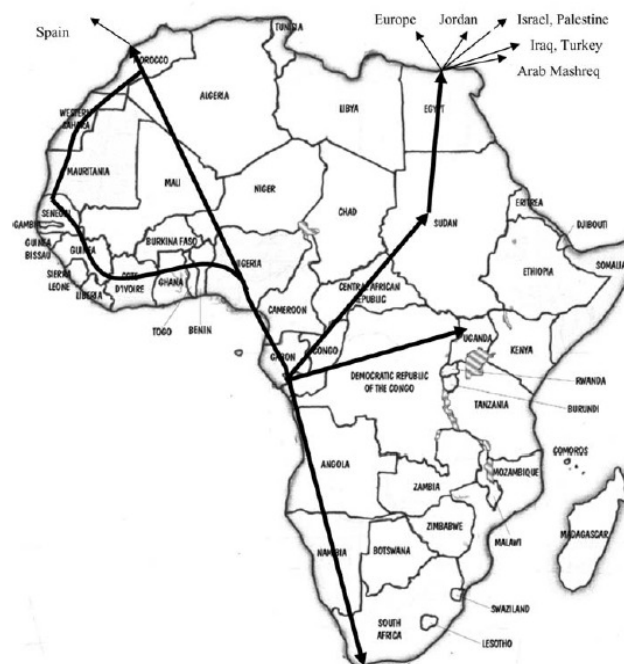 Europe Jordan
Israel, Palestine
Spain
Iraq, Turkey
Arab Mashreq
TUNISIA
MOROCCO
ALGERIA
LIBYA
EGYPT
WESTERN
SAHARA
MAURITANIA
MALI
NIGER
CHAD
SUDAN
ERITREA
DJIBOUTI
SENEGAL
GAMBIA
GUINEA
BISSAU
GUINEA
BURKINA FASO
SIERRA
LEONE
LIBERIA
COTE
D'IVOIRE
GHANA
NIGERIA
TOGO
BENIN
CAMEROON
CENTRAL AFRICAN
REPUBLIC
ETHIOPIA
SOMALIA
GABON
CONGO
UGANDA
KENYA
DEMOCRATIC REPUBLIC
OF THE CONGO
RWANDA
BURUNDI
TANZANIA
COMOROS
ANGOLA
ZAMBIA
MOZAMBIQUE
MALAWI
ZIMBABWE
MADAGASCAR
NAMIBIA
BOTSWANA
SWAZILAND
SOUTH
AFRICA
LESOTHO